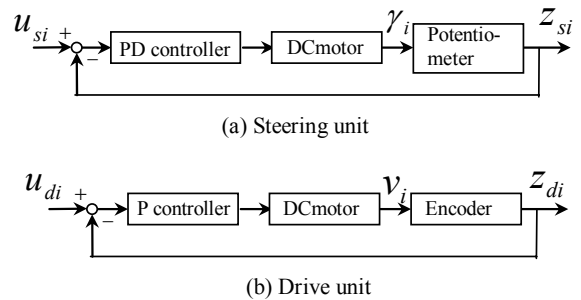 u_si + − PD controller DCmotor γ_i Potentio-
meter z_si
(a) Steering unit
u_di + − P controller DCmotor v_i Encoder z_di
(b) Drive unit